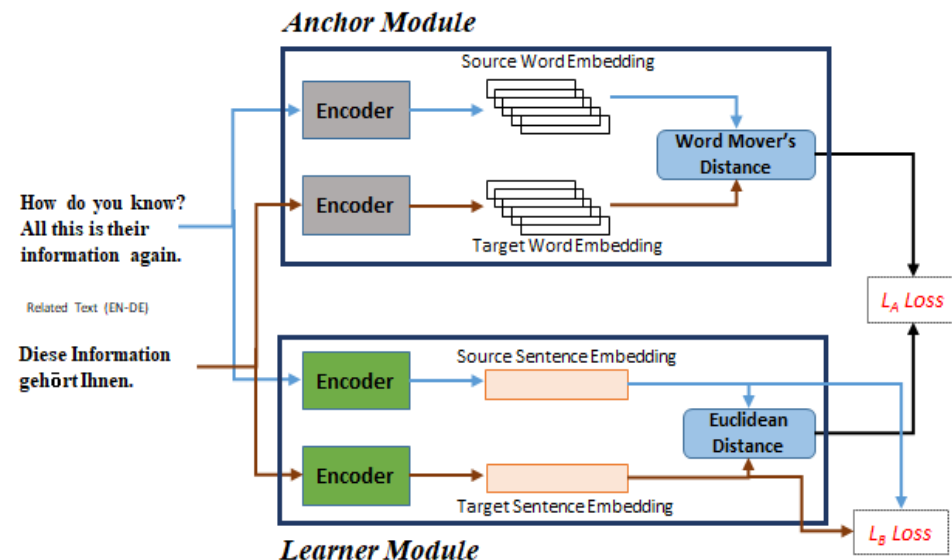 Anchor Module
Source Word Embedding
Encoder
Word Mover's
Distance
Encoder
Target Word Embedding
How do you know?
All this is their
information again.
Related Text (EN-DE)
Diese Information
gehört Ihnen.
L_A Loss
Source Sentence Embedding
Encoder
Euclidean
Distance
Encoder
Target Sentence Embedding
L_B Loss
Learner Module